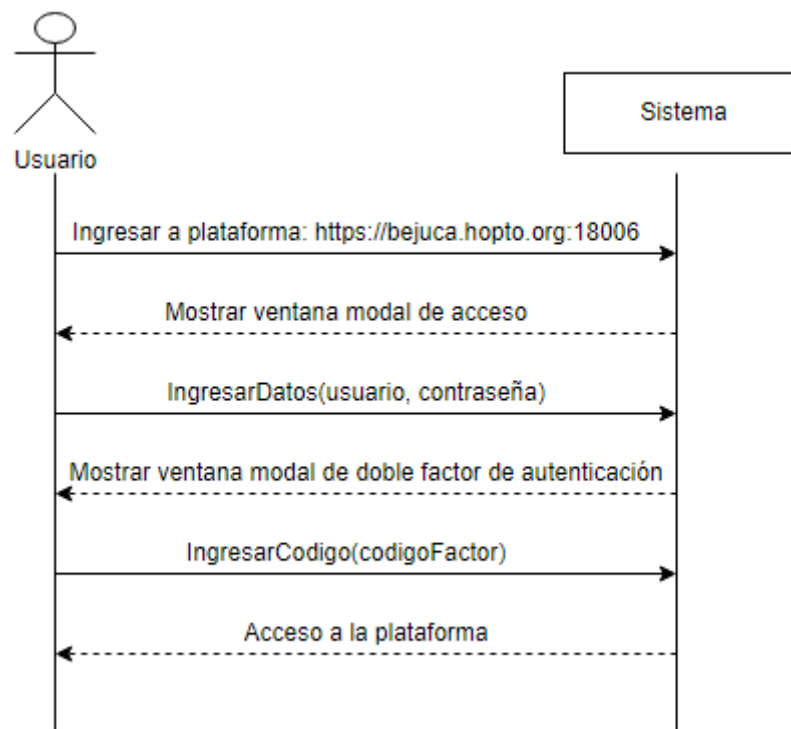 Usuario
Sistema
Ingresar a plataforma: https://bejuca.hopto.org:18006
Mostrar ventana modal de acceso
IngresarDatos(usuario, contraseña)
Mostrar ventana modal de doble factor de autenticación
IngresarCodigo(codigoFactor)
Acceso a la plataforma